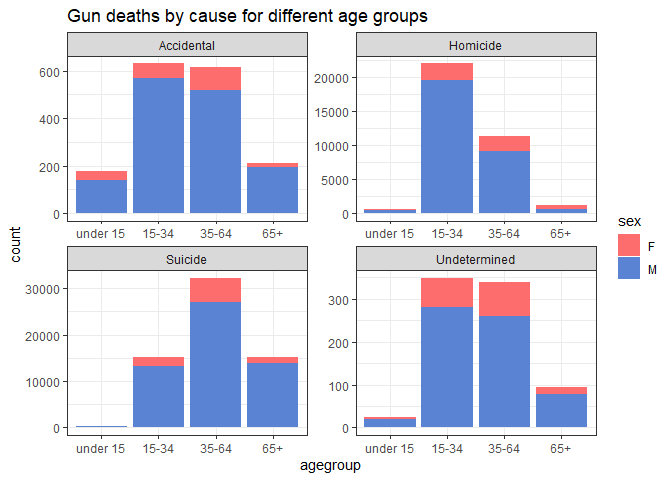 Gun deaths by cause for different age groups
Accidental
Homicide
600
400
200
0
20000
15000
10000
5000
0
under 15 15-34 35-64 65+
under 15 15-34 35-64 65+
Suicide
Undetermined
30000
20000
10000
0
300
200
100
0
under 15 15-34 35-64 65+
under 15 15-34 35-64 65+
count
agegroup
sex
F
M